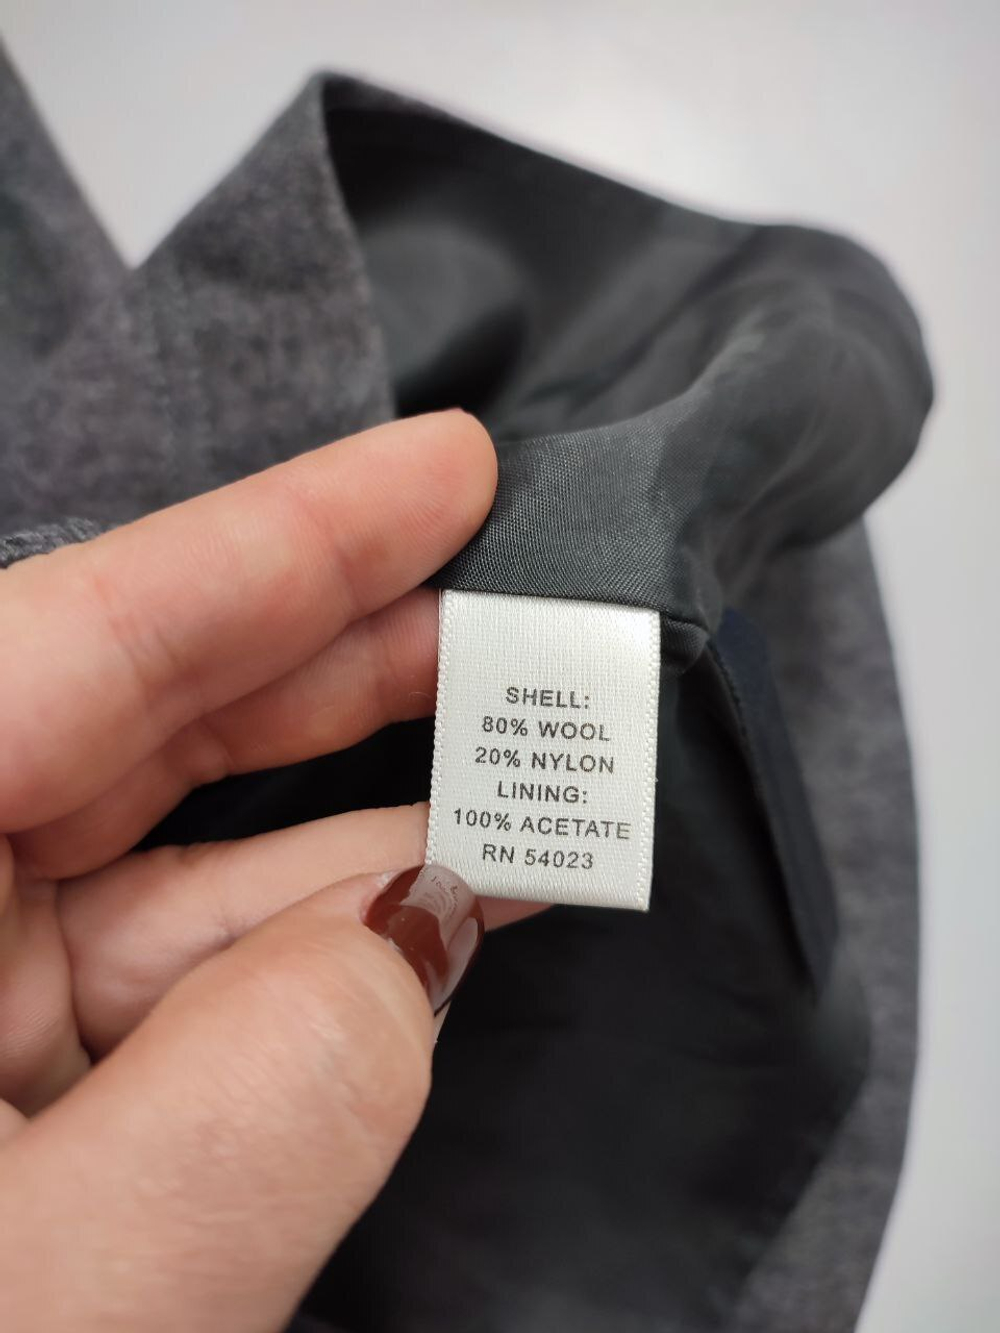 SHELL:
80% WOOL
20% NYLON
LINING:
100% ACETATE
RN 54023